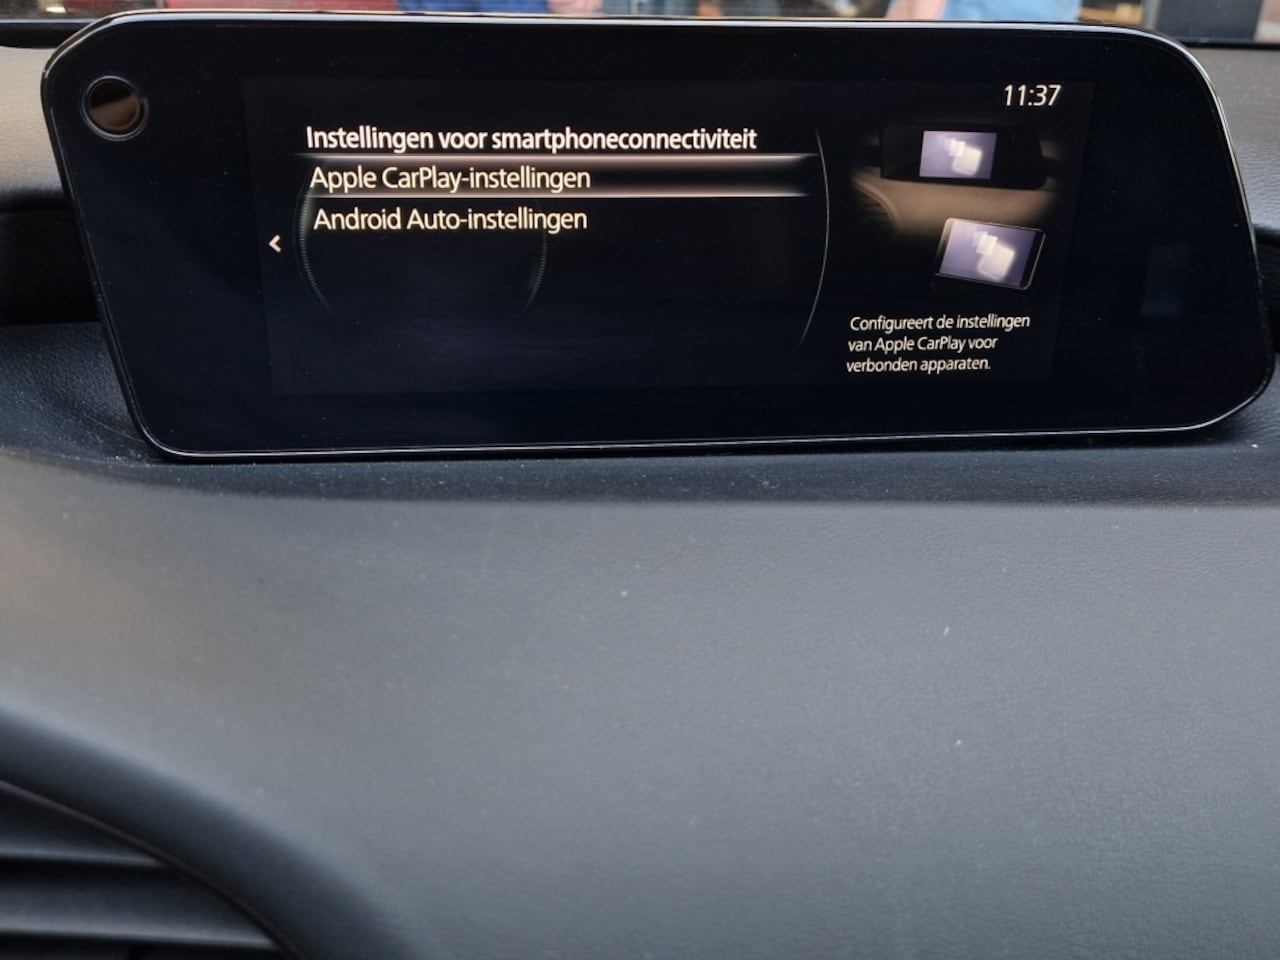 11:37
Instellingen voor smartphoneconnectiviteit
Apple CarPlay-instellingen
Android Auto-instellingen
Configureert de instellingen
van Apple CarPlay voor
verbonden apparaten.